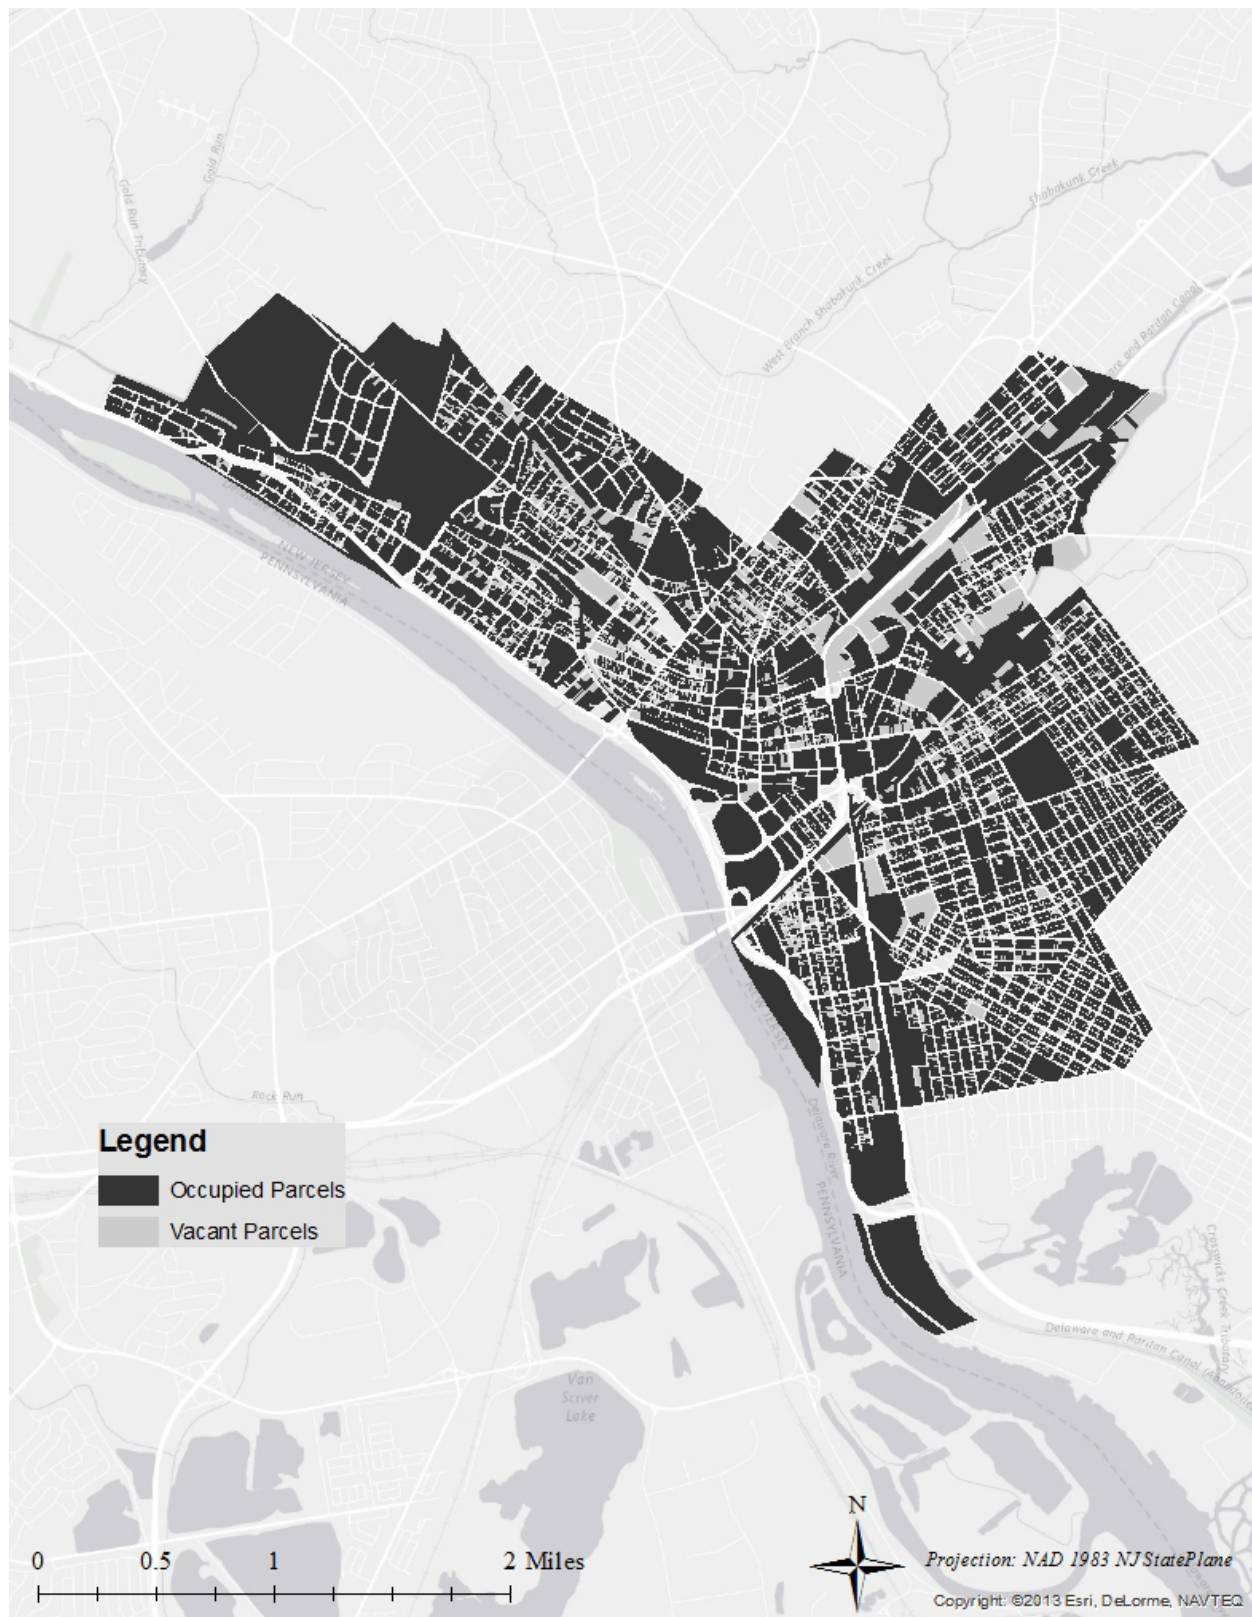 Gold Run
Gold Run Tributary
Shabakunk Creek
West Branch Shabakunk Creek
are and Raritan Canal
NEW JERSEY
PENNSYLVANIA
NEW JERSEY
Delaware River
PENNSYLVANIA
Rock Run
Legend
Occupied Parcels
Vacant Parcels
Crosswicks Creek Tributary
Delaware and Raritan Canal
Van
Sciver
Lake
N
0 0.5 1 2 Miles
Projection: NAD 1983 NJ StatePlane
Copyright: ©2013 Esri, DeLorme, NAVTEQ